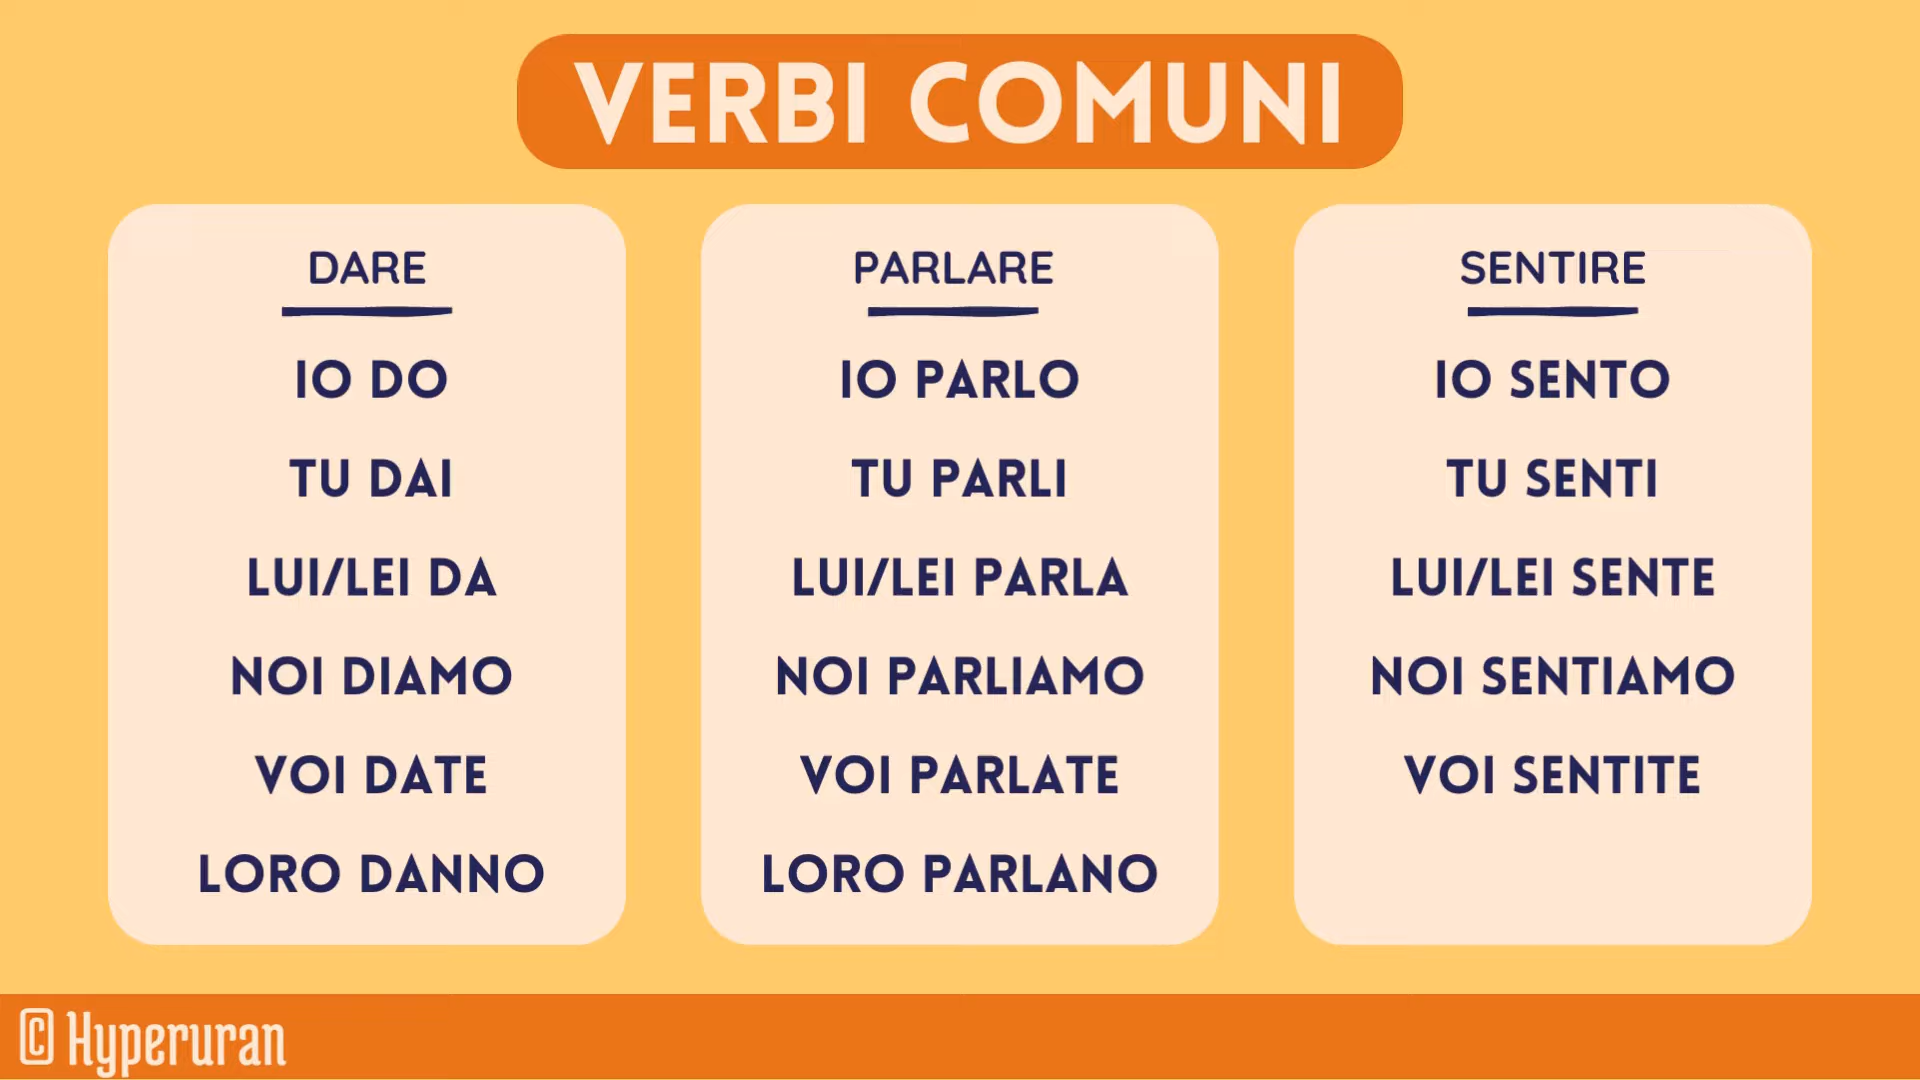 VERBI COMUNI
DARE
IO DO
TU DAI
LUI/LEI DA
NOI DIAMO
VOI DATE
LORO DANNO
PARLARE
IO PARLO
TU PARLI
LUI/LEI PARLA
NOI PARLIAMO
VOI PARLATE
LORO PARLANO
SENTIRE
IO SENTO
TU SENTI
LUI/LEI SENTE
NOI SENTIAMO
VOI SENTITE
© Hyperuran